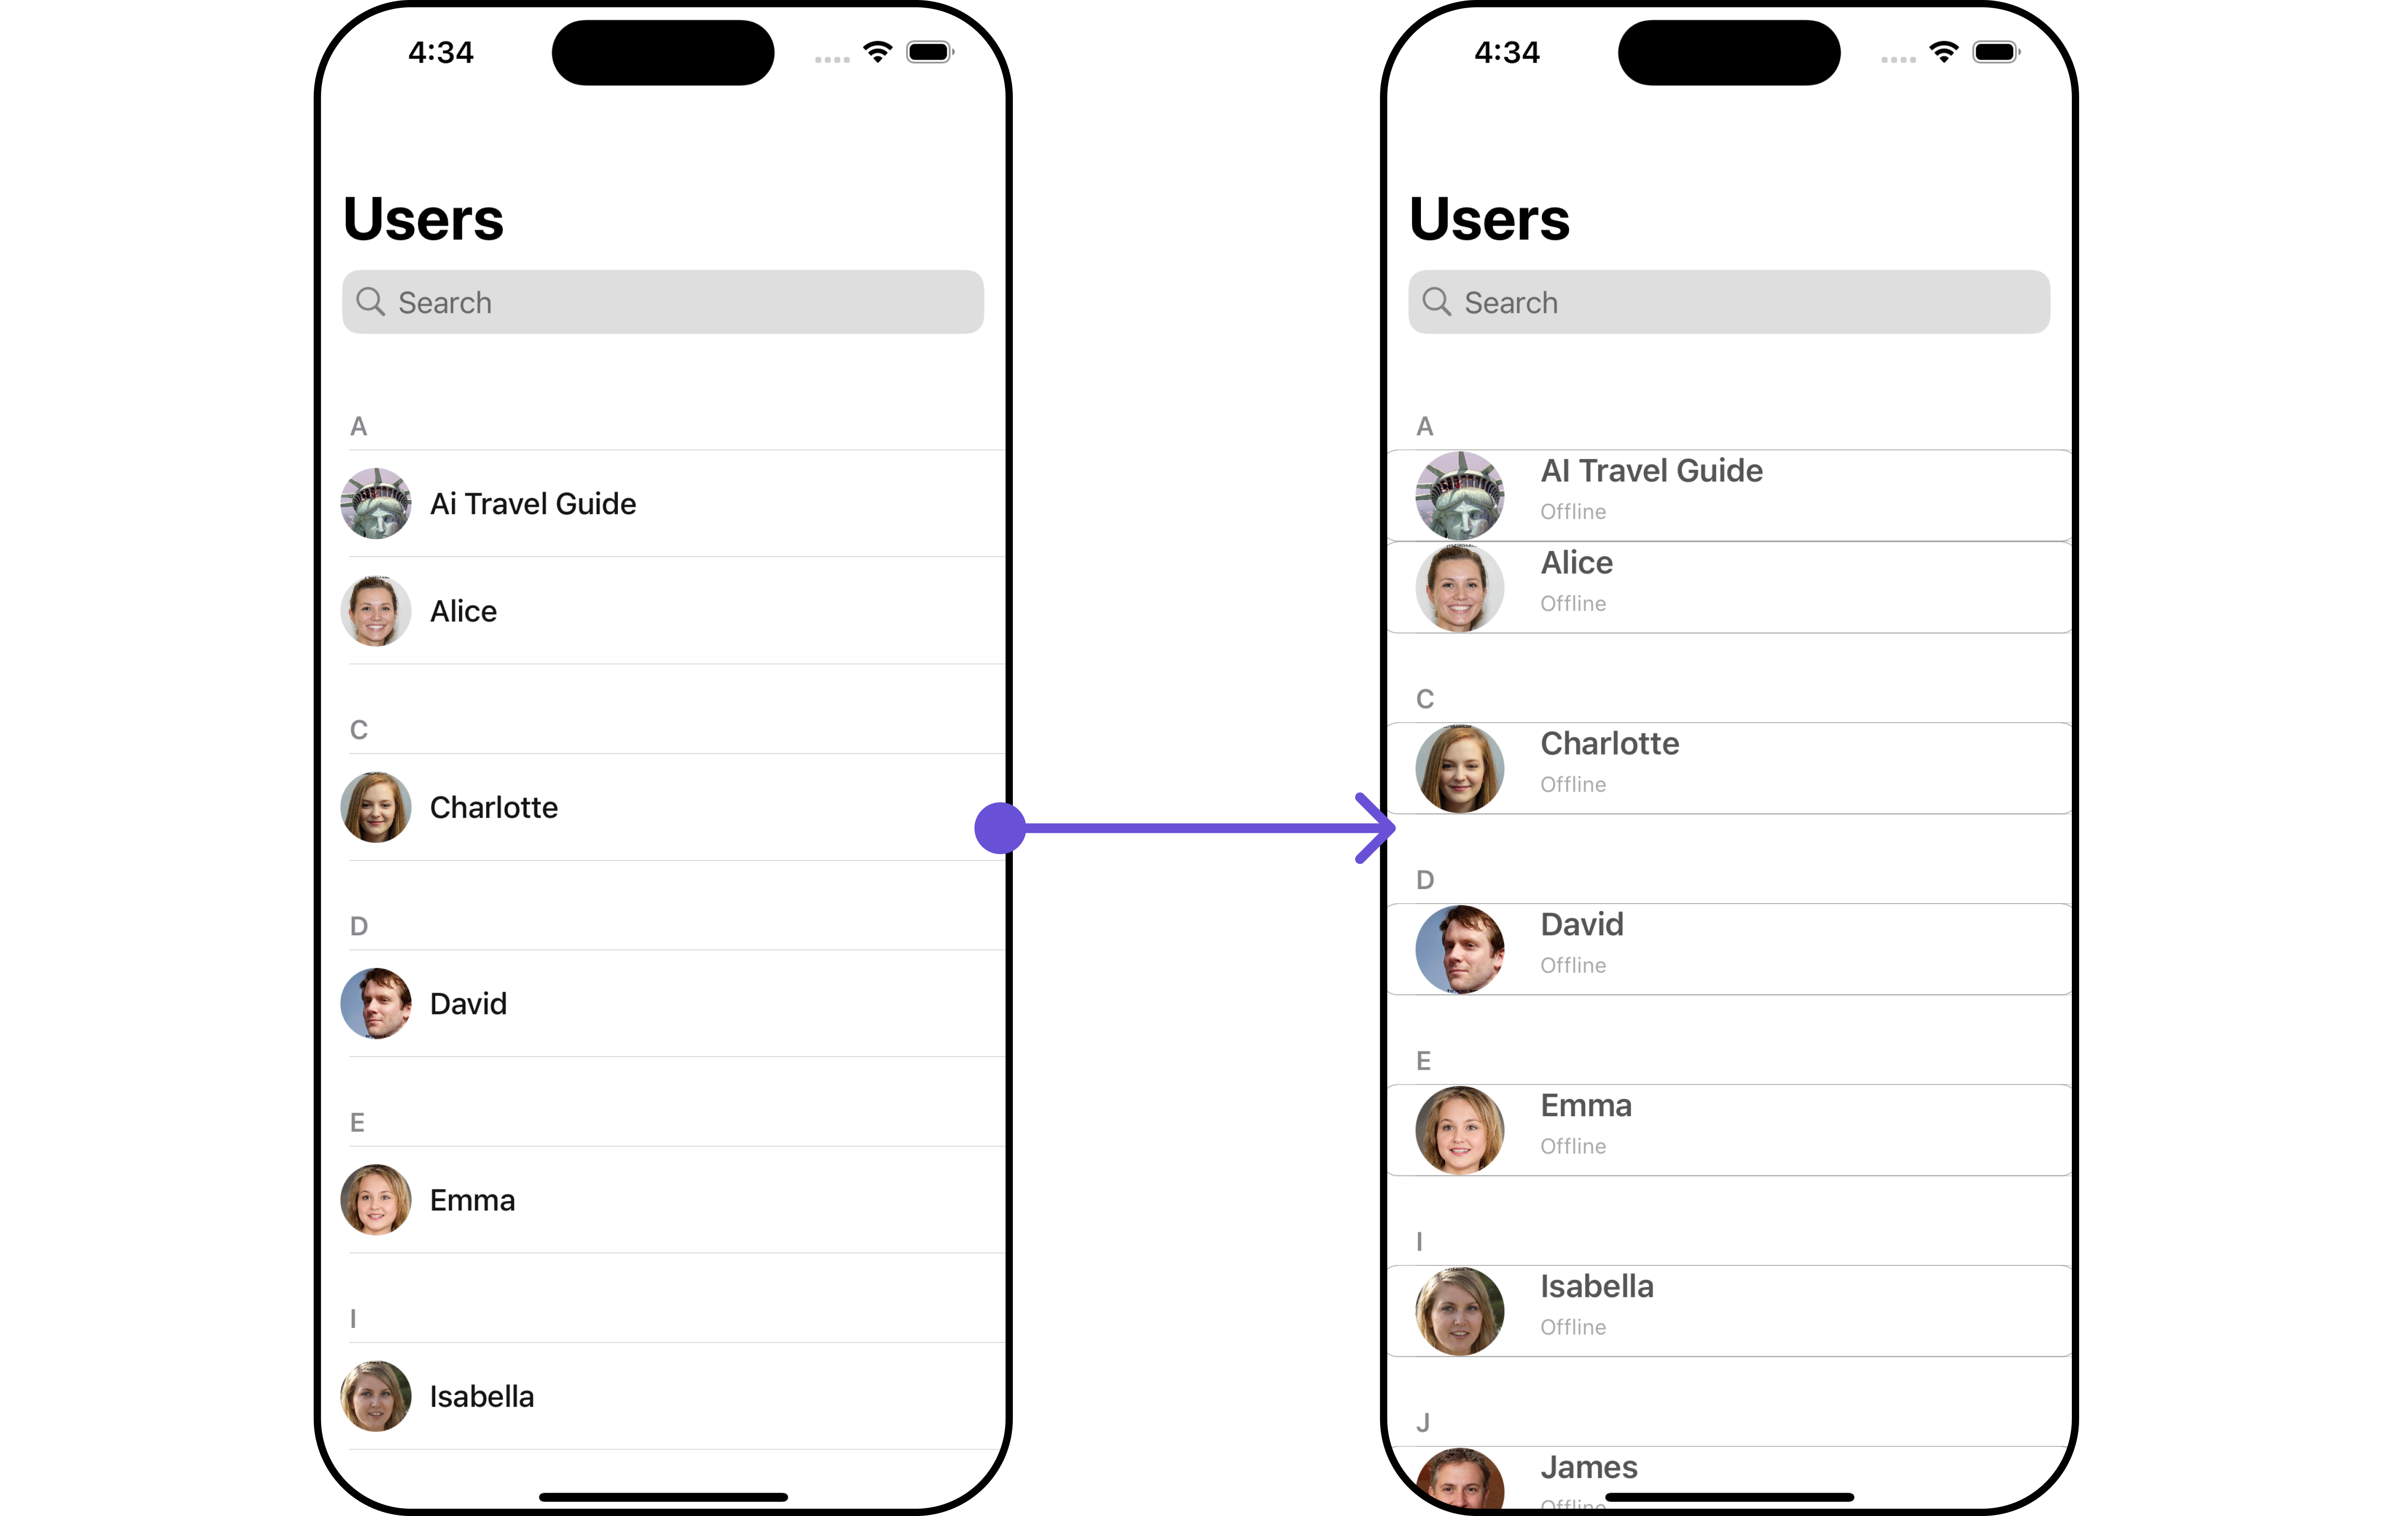 4:34
Users
Search
A
Ai Travel Guide
Alice
C
Charlotte
D
David
E
Emma
I
Isabella
4:34
Users
Search
A
AI Travel Guide
Offline
Alice
Offline
C
Charlotte
Offline
D
David
Offline
E
Emma
Offline
I
Isabella
Offline
J
James
Offline